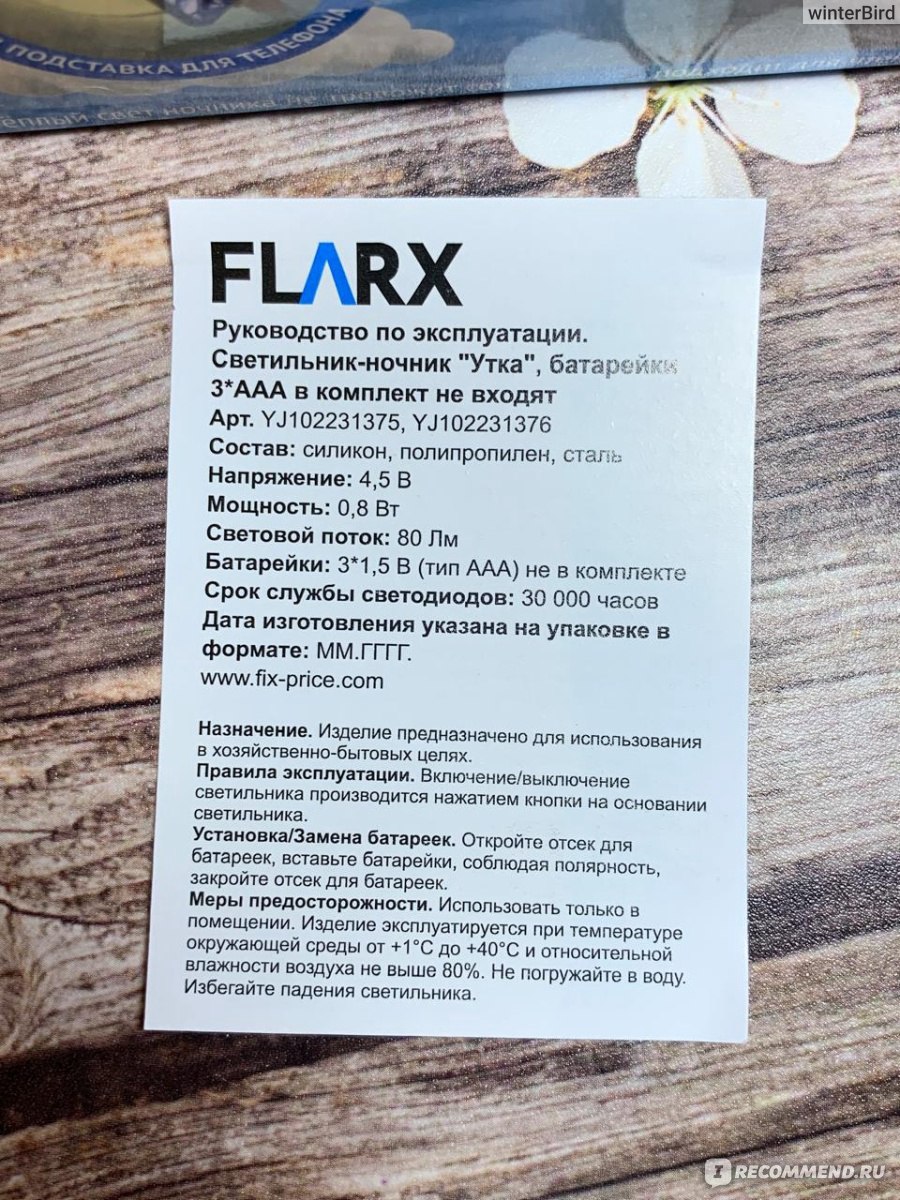 winterBird
ПОДСТАВКА ДЛЯ ТЕЛЕФОНА
FLARX
Руководство по эксплуатации.
Светильник-ночник "Утка", батарейки
3*ААА в комплект не входят
Арт. YJ102231375, YJ102231376
Состав: силикон, полипропилен, сталь
Напряжение: 4,5 В
Мощность: 0,8 Вт
Световой поток: 80 Лм
Батарейки: 3*1,5 В (тип ААА) не в комплекте
Срок службы светодиодов: 30 000 часов
Дата изготовления указана на упаковке в
формате: ММ.ГГГГ.
www.fix-price.com
Назначение. Изделие предназначено для использования
в хозяйственно-бытовых целях.
Правила эксплуатации. Включение/выключение
светильника производится нажатием кнопки на основании
светильника.
Установка/Замена батареек. Откройте отсек для
батареек, вставьте батарейки, соблюдая полярность,
закройте отсек для батареек.
Меры предосторожности. Использовать только в
помещении. Изделие эксплуатируется при температуре
окружающей среды от +1°С до +40°С и относительной
влажности воздуха не выше 80%. Не погружайте в воду.
Избегайте падения светильника.
IRECOMMEND.RU